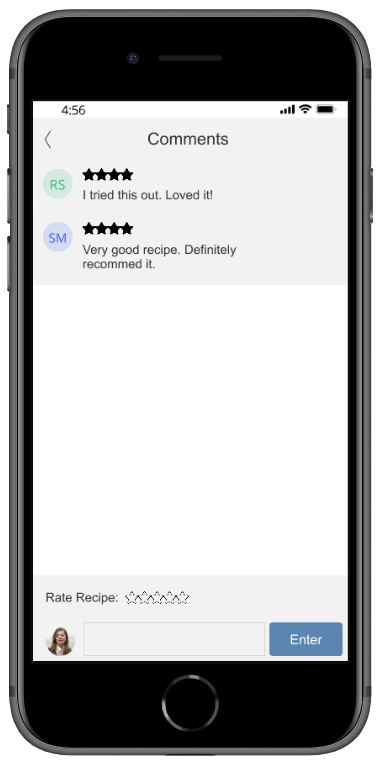 4:56
Comments
RS
I tried this out. Loved it!
SM
Very good recipe. Definitely
recommed it.
Rate Recipe:
Enter